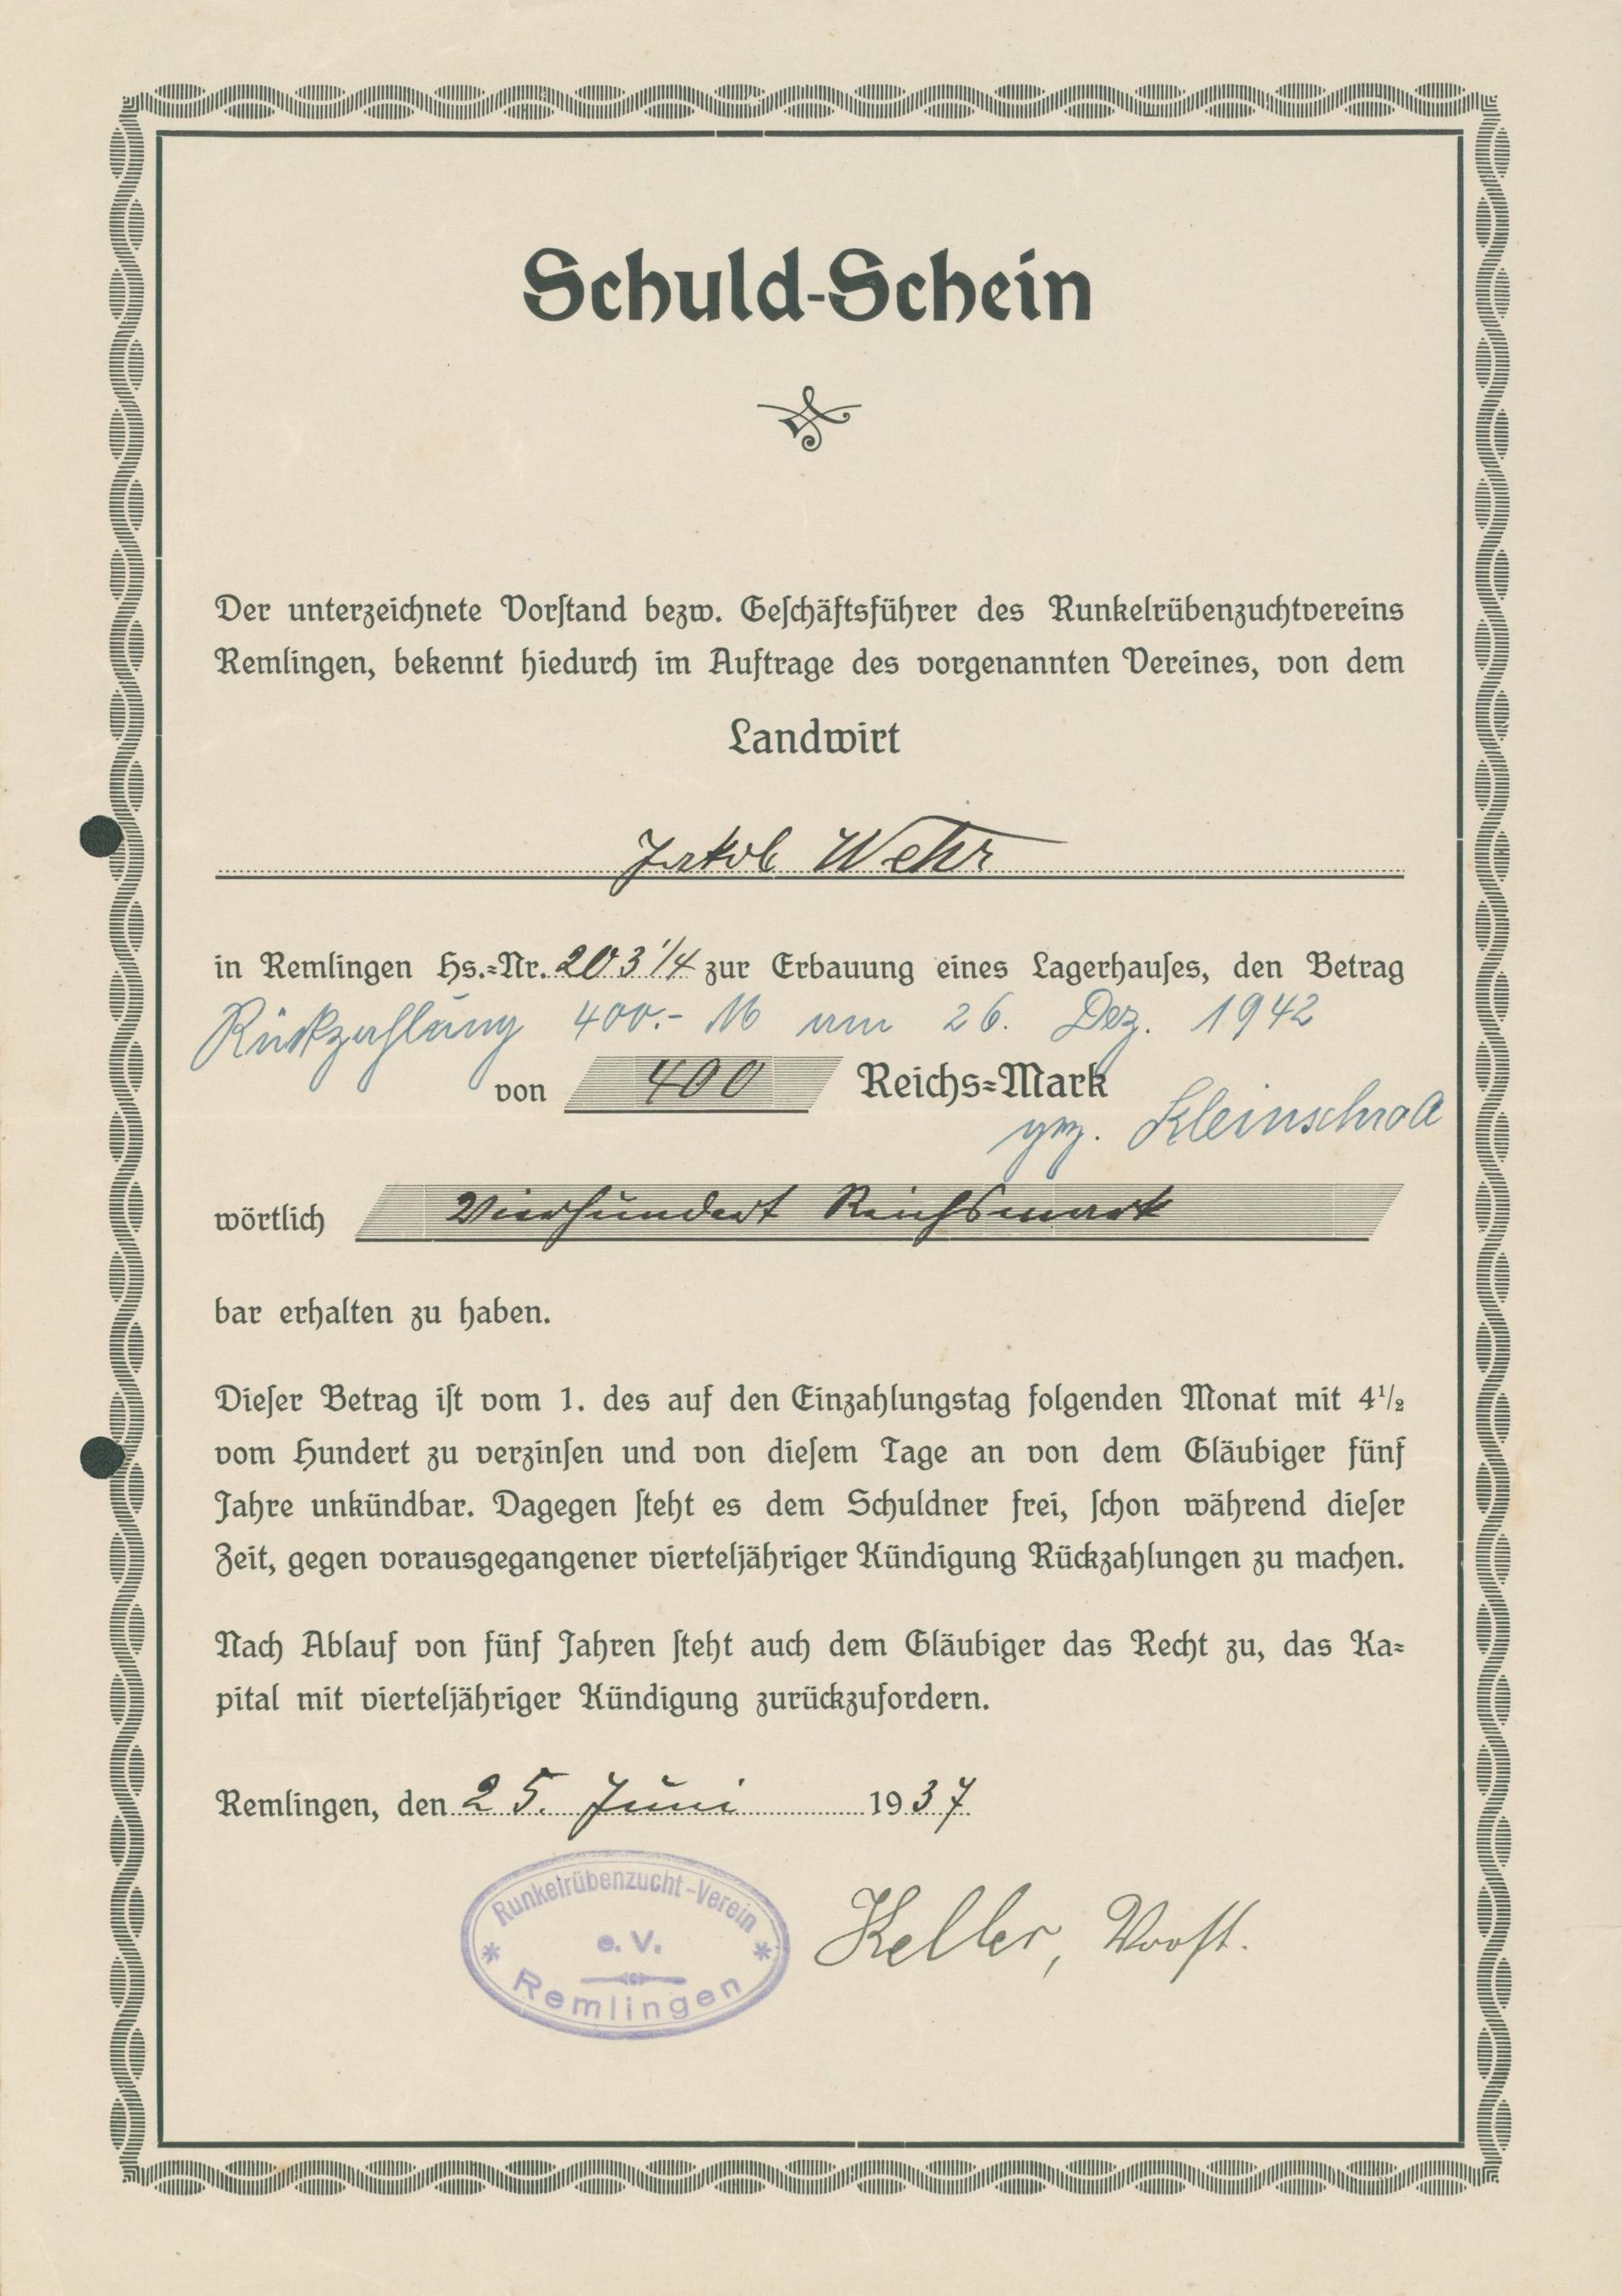 Schuld-Schein
Der unterzeichnete Vorstand bezw. Geschäftsführer des Runkelrübenzuchtvereins
Remlingen, bekennt hiedurch im Auftrage des vorgenannten Vereines, von dem
Landwirt
Jakob Wehr
in Remlingen Hs.-Nr. 203 1/4 zur Erbauung eines Lagerhauses, den Betrag
Rückzahlung 400.- M am 26. Dez. 1942
von 400 Reichs-Mark
gez. Kleinschrod
wörtlich Vierhundert Reichsmark
bar erhalten zu haben.
Dieser Betrag ist vom 1. des auf den Einzahlungstag folgenden Monat mit 4½
vom Hundert zu verzinsen und von diesem Tage an von dem Gläubiger fünf
Jahre unkündbar. Dagegen steht es dem Schuldner frei, schon während dieser
Zeit, gegen vorausgegangener vierteljähriger Kündigung Rückzahlungen zu machen.
Nach Ablauf von fünf Jahren steht auch dem Gläubiger das Recht zu, das Ka-
pital mit vierteljähriger Kündigung zurückzufordern.
Remlingen, den 25. Juni 1937
Runkelrübenzucht-Verein
e. V.
Remlingen
Keller, Vorst.